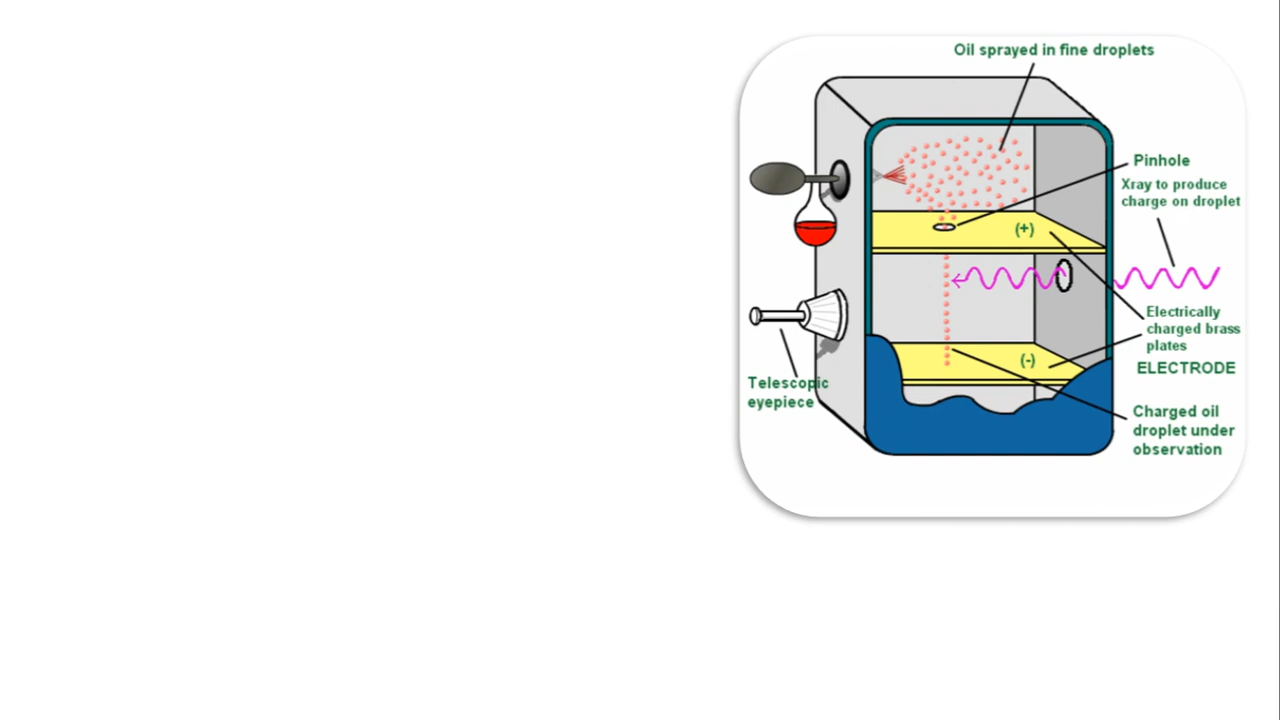 Oil sprayed in fine droplets
Pinhole
Xray to produce
charge on droplet
(+)
Electrically
charged brass
plates
(-)
ELECTRODE
Telescopic
eyepiece
Charged oil
droplet under
observation